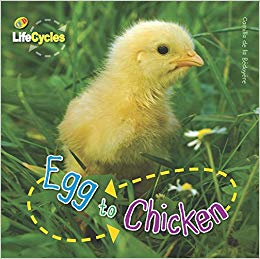 LifeCycles
Camilla de la Bédoyère
Egg to Chicken